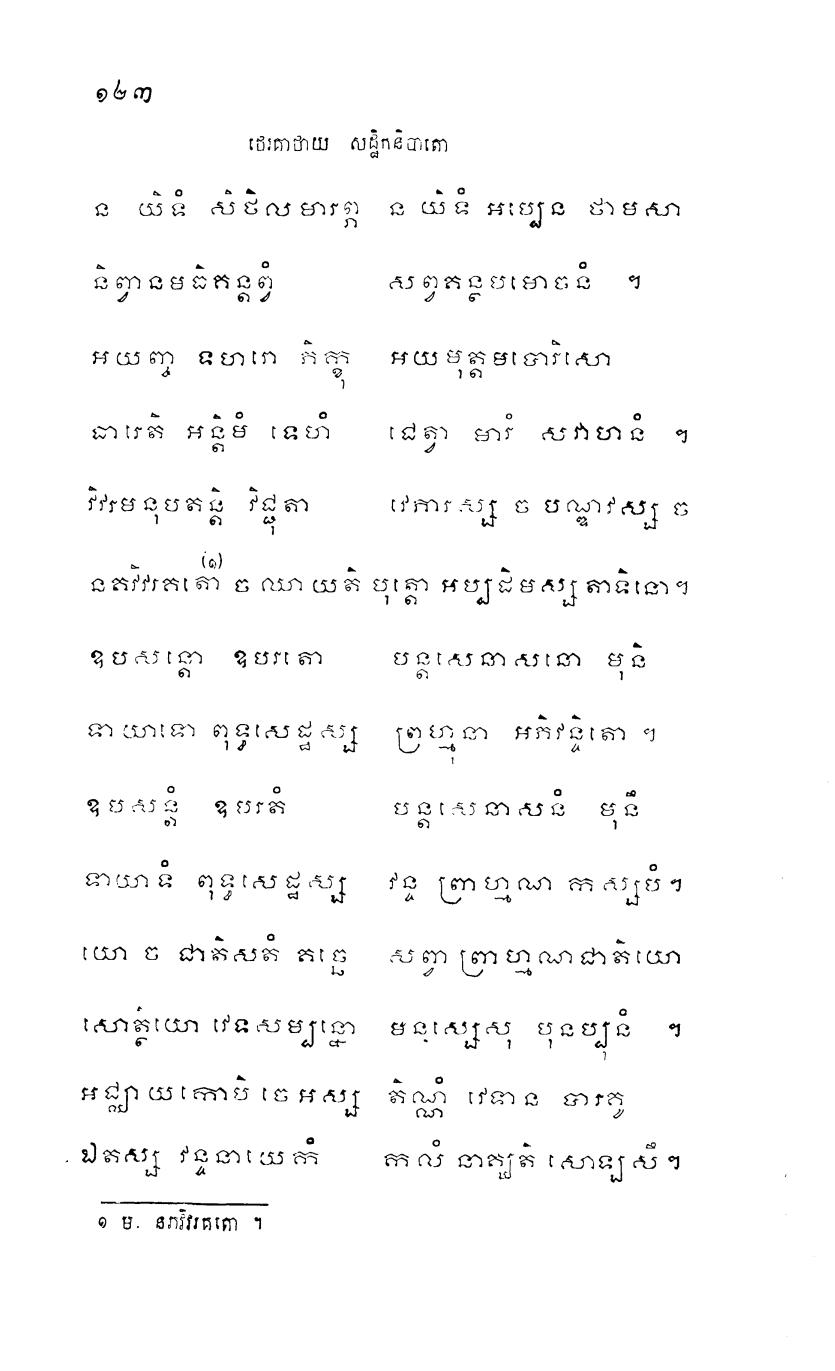 ១៤៣
ថេរគាថាយ សដ្ឋិកនិបាតោ
ន យិទំ សិថិលមារព្ភ ន យិទំ អប្បេន ថាមសា
និព្វានមធិគន្តព្វំ សព្វគន្ថបមោចនំ ។
អយញ្ច ទហរោ ភិក្ខុ អយមុត្តមបោរិសោ
ធារេតិ អន្តិមំ ទេហំ ជេត្វា មារំ សវាហនំ ។
វិវរមនុបតន្តិ វិជ្ជុតា វេភារស្ស ច បណ្ឌវស្ស ច
នគវិវរគតោ (១) ច ឈាយតិ បុត្តោ អប្បដិមស្ស តាទិនោ។
ឧបសន្តោ ឧបរតោ បន្តសេនាសនោ មុនិ
ទាយាទោ ពុទ្ធសេដ្ឋស្ស ព្រហ្មុនា អភិវន្ទិតោ ។
ឧបសន្តំ ឧបរតំ បន្តសេនាសនំ មុនឹ
ទាយាទំ ពុទ្ធសេដ្ឋស្ស វន្ទ ព្រាហ្មណ កស្សបំ។
យោ ច ជាតិសតំ គច្ឆេ សព្វា ព្រាហ្មណជាតិយោ
សោត្ថិយោ វេទសម្បន្នោ មនុស្សេសុ បុនប្បុនំ ។
អជ្ឈាយកោបិ ចេ អស្ស តិណ្ណំ វេទាន បារគូ
ឯតស្ស វន្ទនាយេកំ កលំ នាគ្ឃតិ សោឡសឹ។
១ ម. នភាវិវរគតោ ។